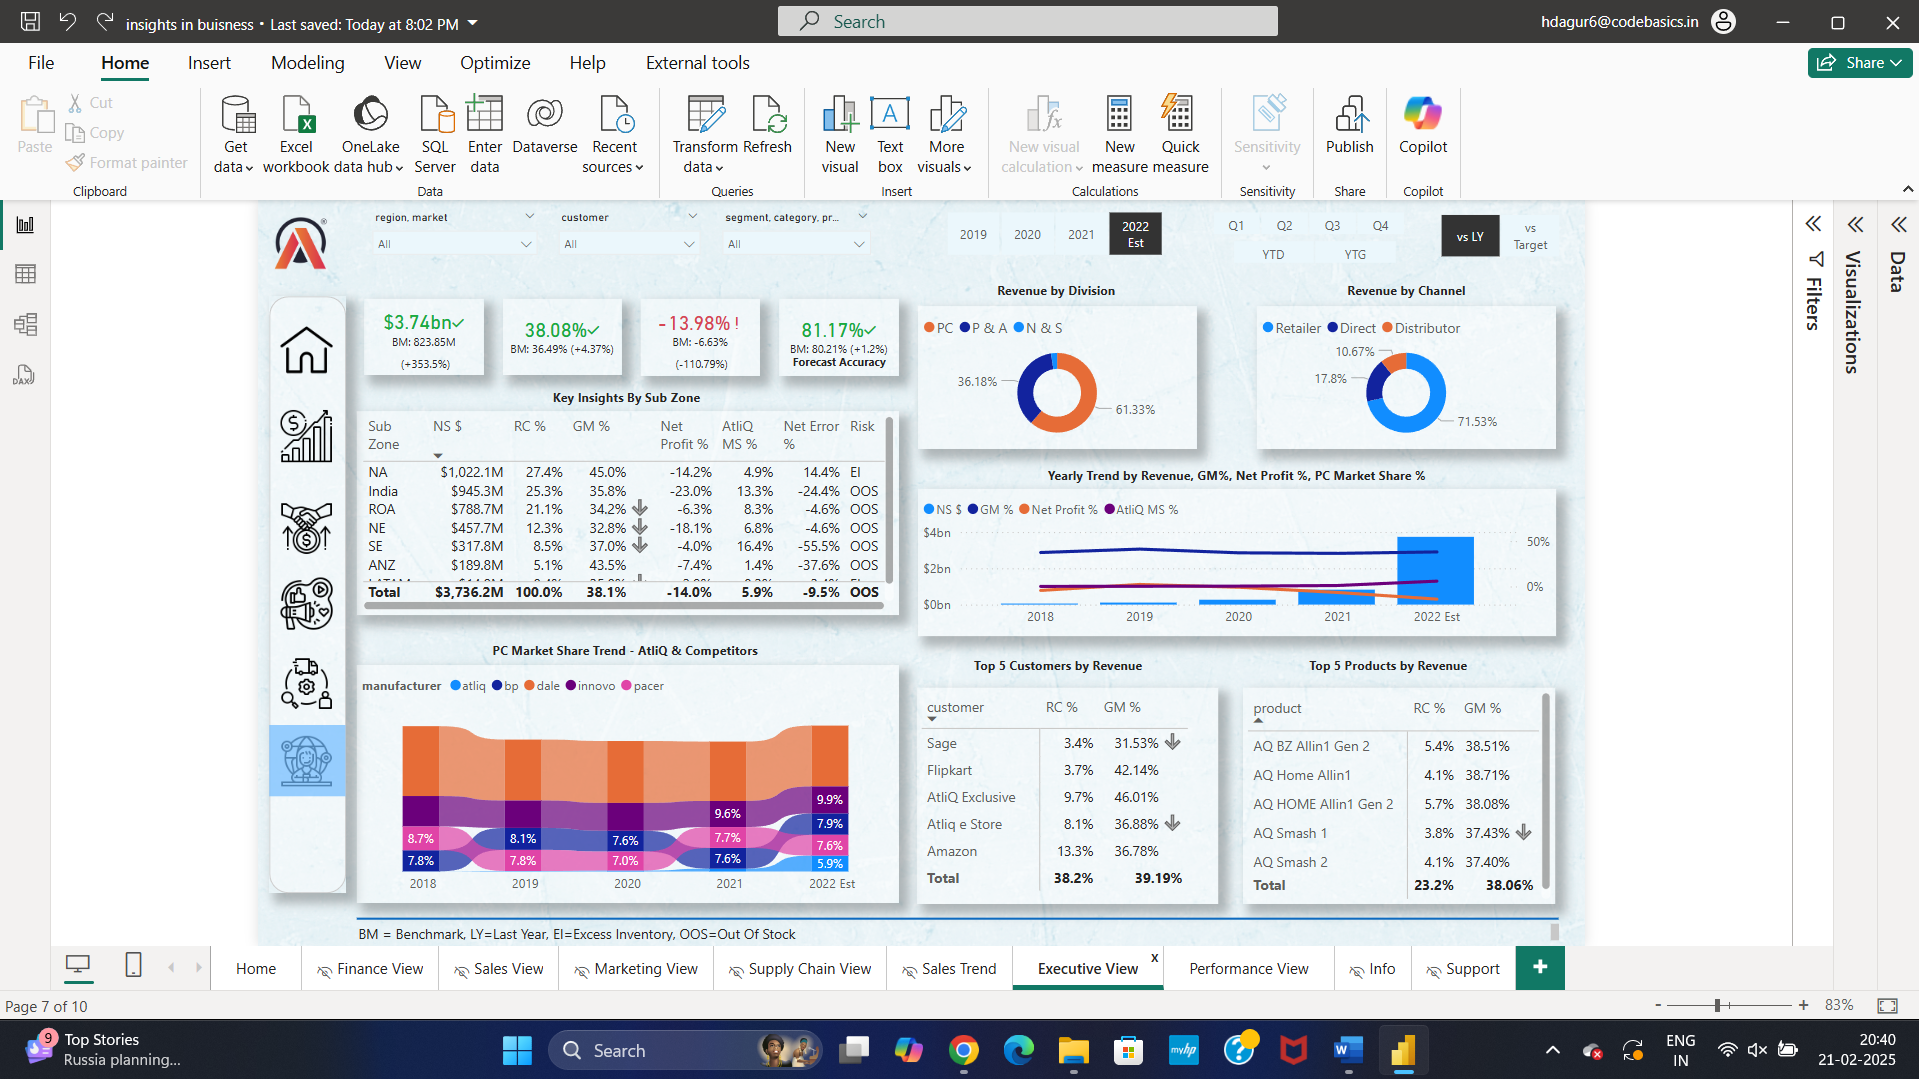 insights in buisness • Last saved: Today at 8:02 PM
Search
hdagur6@codebasics.in
File Home Insert Modeling View Optimize Help External tools
Share
Paste
Cut
Copy
Format painter
Clipboard
Get data
Excel workbook
OneLake data hub
SQL Server
Enter data
Dataverse
Recent sources
Data
Transform data
Refresh
Queries
New visual
Text box
More visuals
Insert
New visual calculation
New measure
Quick measure
Calculations
Sensitivity
Sensitivity
Publish
Share
Copilot
Copilot
region, market
All
customer
All
segment, category, pr...
All
2019 2020 2021 2022 Est
Q1 Q2 Q3 Q4
YTD YTG
vs LY
vs Target
Filters
Visualizations
Data
$3.74bn
BM: 823.85M
(+353.5%)
38.08%
BM: 36.49% (+4.37%)
-13.98% !
BM: -6.63%
(-110.79%)
81.17%
BM: 80.21% (+1.2%)
Forecast Accuracy
Key Insights By Sub Zone
Sub Zone NS $ RC % GM % Net Profit % AtliQ MS % Net Error % Risk
NA $1,022.1M 27.4% 45.0% -14.2% 4.9% 14.4% EI
India $945.3M 25.3% 35.8% -23.0% 13.3% -24.4% OOS
ROA $788.7M 21.1% 34.2% -6.3% 8.3% -4.6% OOS
NE $457.7M 12.3% 32.8% -18.1% 6.8% -4.6% OOS
SE $317.8M 8.5% 37.0% -4.0% 16.4% -55.5% OOS
ANZ $189.8M 5.1% 43.5% -7.4% 1.4% -37.6% OOS
Total $3,736.2M 100.0% 38.1% -14.0% 5.9% -9.5% OOS
Revenue by Division
PC P & A N & S
36.18%
61.33%
Revenue by Channel
Retailer Direct Distributor
10.67%
17.8%
71.53%
Yearly Trend by Revenue, GM%, Net Profit %, PC Market Share %
NS $ GM % Net Profit % AtliQ MS %
$4bn
$2bn
$0bn
50%
0%
2018 2019 2020 2021 2022 Est
PC Market Share Trend - AtliQ & Competitors
manufacturer atliq bp dale innovo pacer
8.7%
7.8%
8.1%
7.8%
7.6%
7.0%
9.6%
7.7%
7.6%
9.9%
7.9%
7.6%
5.9%
2018 2019 2020 2021 2022 Est
Top 5 Customers by Revenue
customer RC % GM %
Sage 3.4% 31.53%
Flipkart 3.7% 42.14%
AtliQ Exclusive 9.7% 46.01%
Atliq e Store 8.1% 36.88%
Amazon 13.3% 36.78%
Total 38.2% 39.19%
Top 5 Products by Revenue
product RC % GM %
AQ BZ Allin1 Gen 2 5.4% 38.51%
AQ Home Allin1 4.1% 38.71%
AQ HOME Allin1 Gen 2 5.7% 38.08%
AQ Smash 1 3.8% 37.43%
AQ Smash 2 4.1% 37.40%
Total 23.2% 38.06%
BM = Benchmark, LY=Last Year, EI=Excess Inventory, OOS=Out Of Stock
Home Finance View Sales View Marketing View Supply Chain View Sales Trend Executive View x Performance View Info Support +
Page 7 of 10
- + 83%
9
Top Stories
Russia planning...
Search
myhp
ENG
IN
20:40
21-02-2025